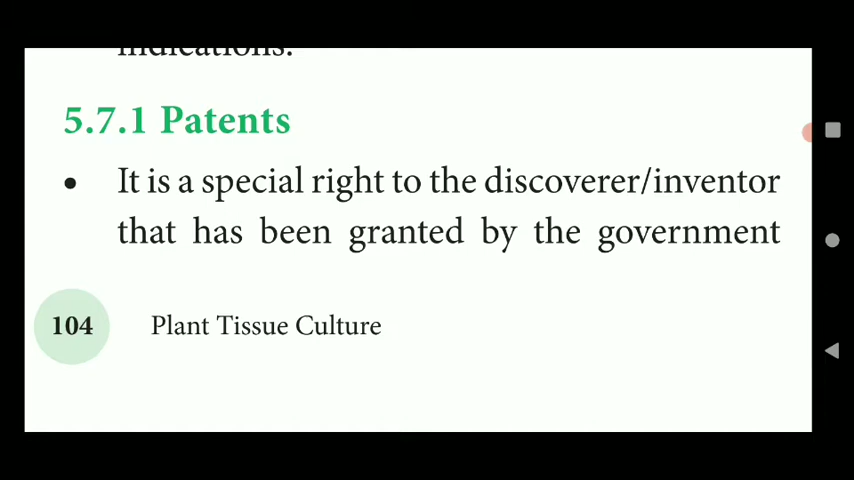 indications.
5.7.1 Patents
• It is a special right to the discoverer/inventor
that has been granted by the government
104 Plant Tissue Culture